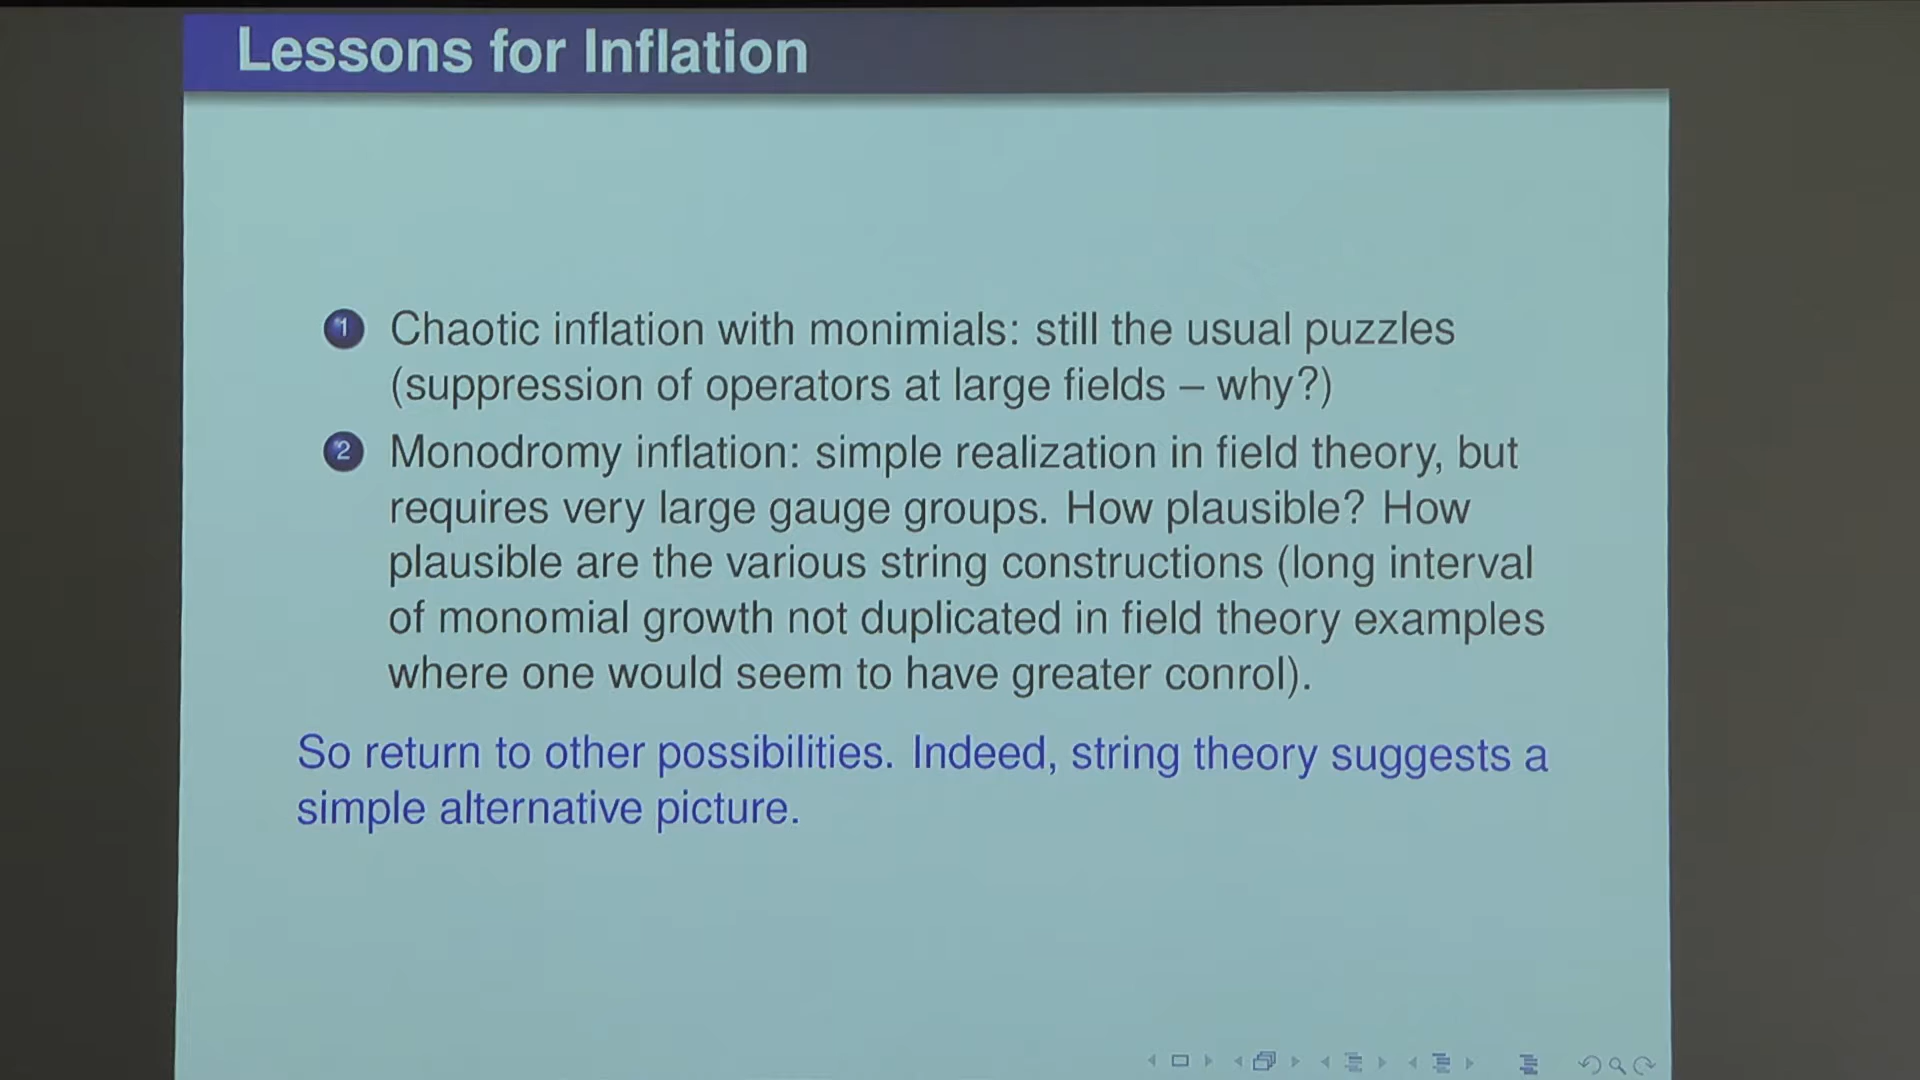 Lessons for Inflation
1 Chaotic inflation with monimials: still the usual puzzles
(suppression of operators at large fields – why?)
2 Monodromy inflation: simple realization in field theory, but
requires very large gauge groups. How plausible? How
plausible are the various string constructions (long interval
of monomial growth not duplicated in field theory examples
where one would seem to have greater conrol).
So return to other possibilities. Indeed, string theory suggests a
simple alternative picture.